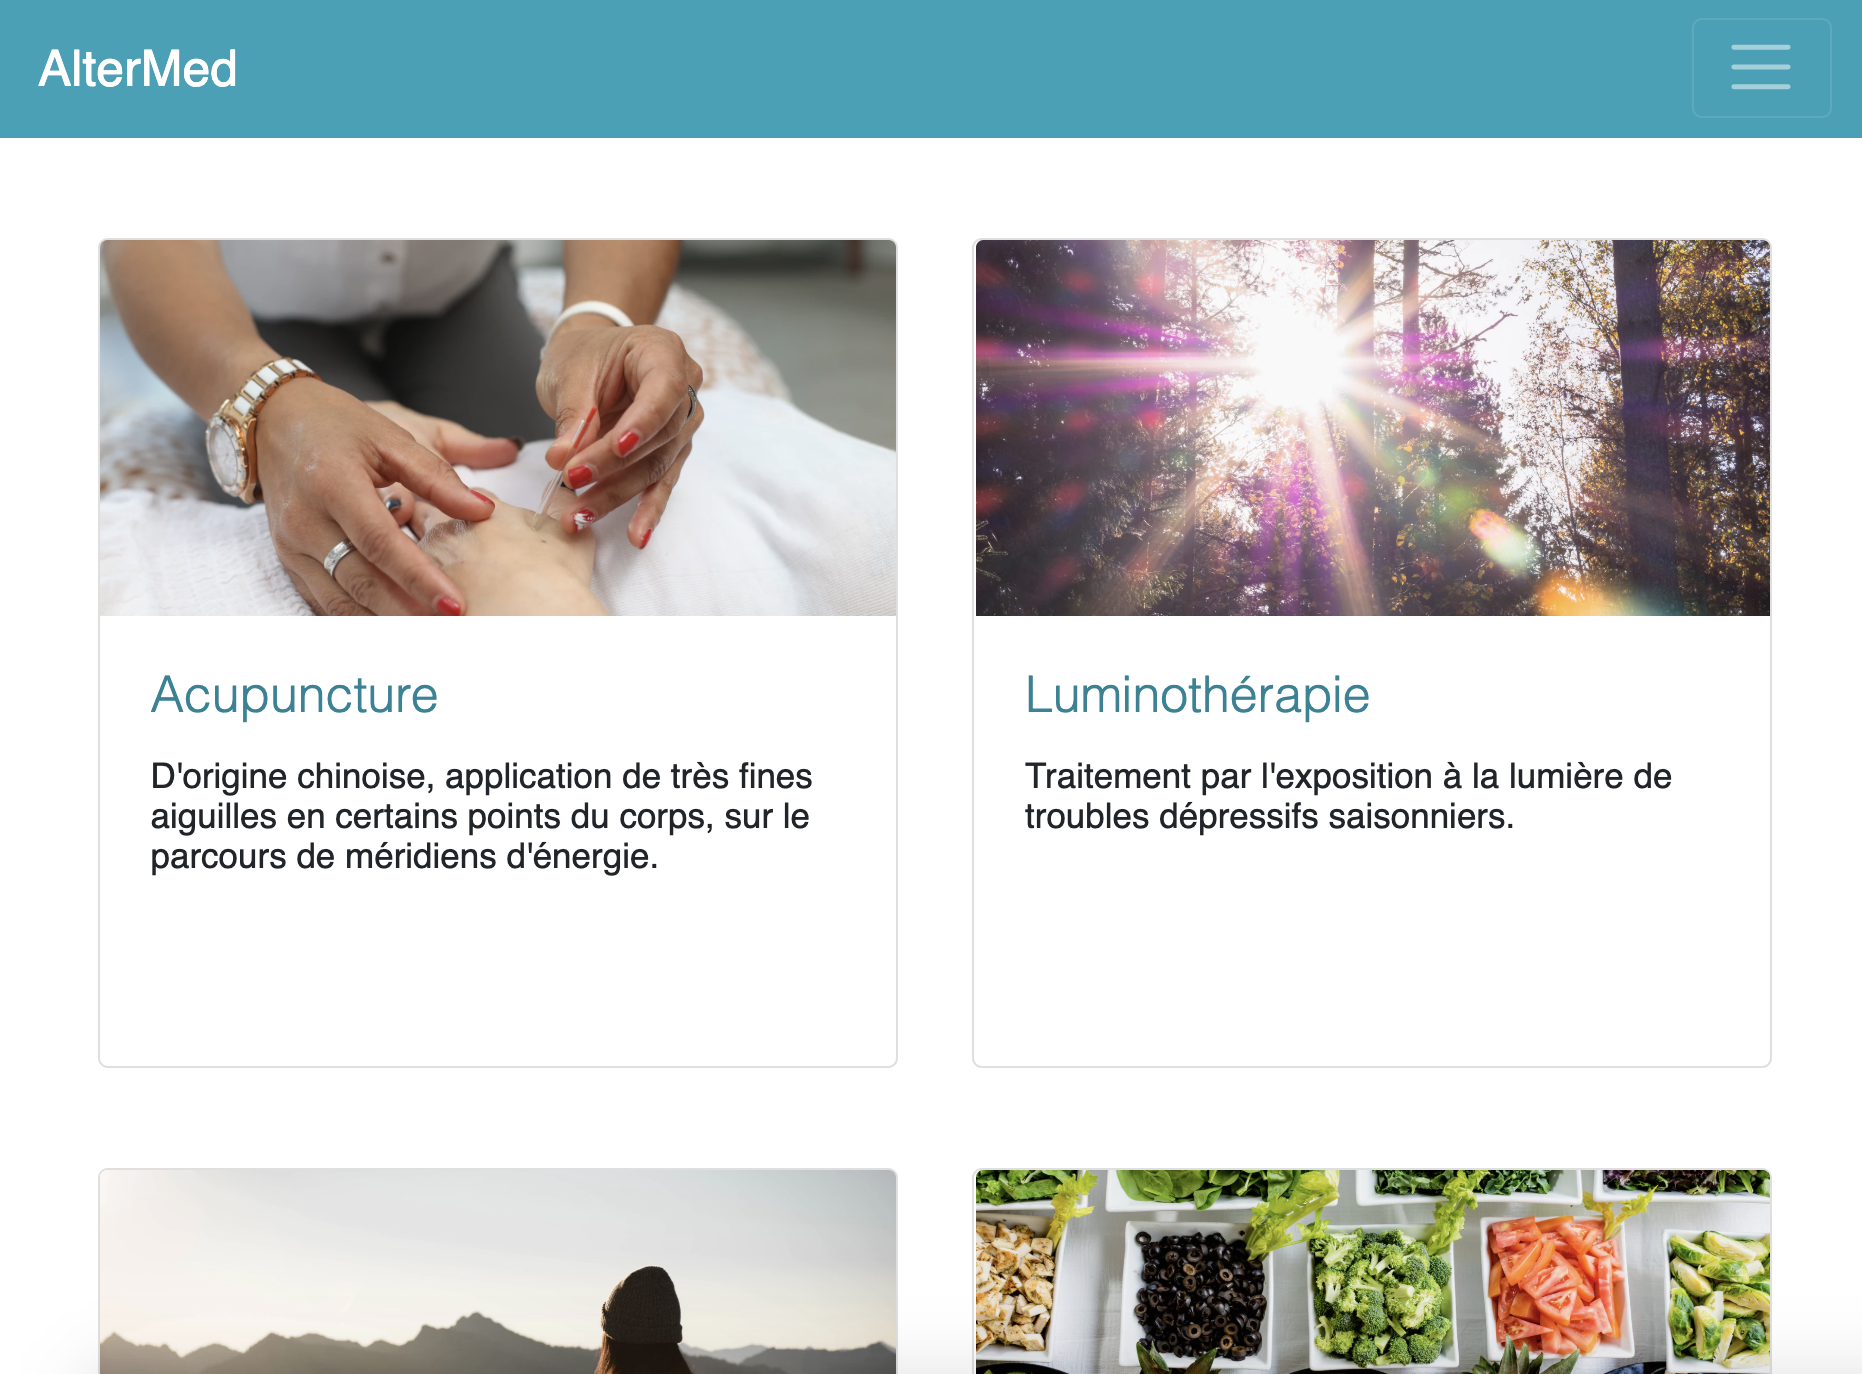 AlterMed
Acupuncture
D'origine chinoise, application de très fines
aiguilles en certains points du corps, sur le
parcours de méridiens d'énergie.
Luminothérapie
Traitement par l'exposition à la lumière de
troubles dépressifs saisonniers.